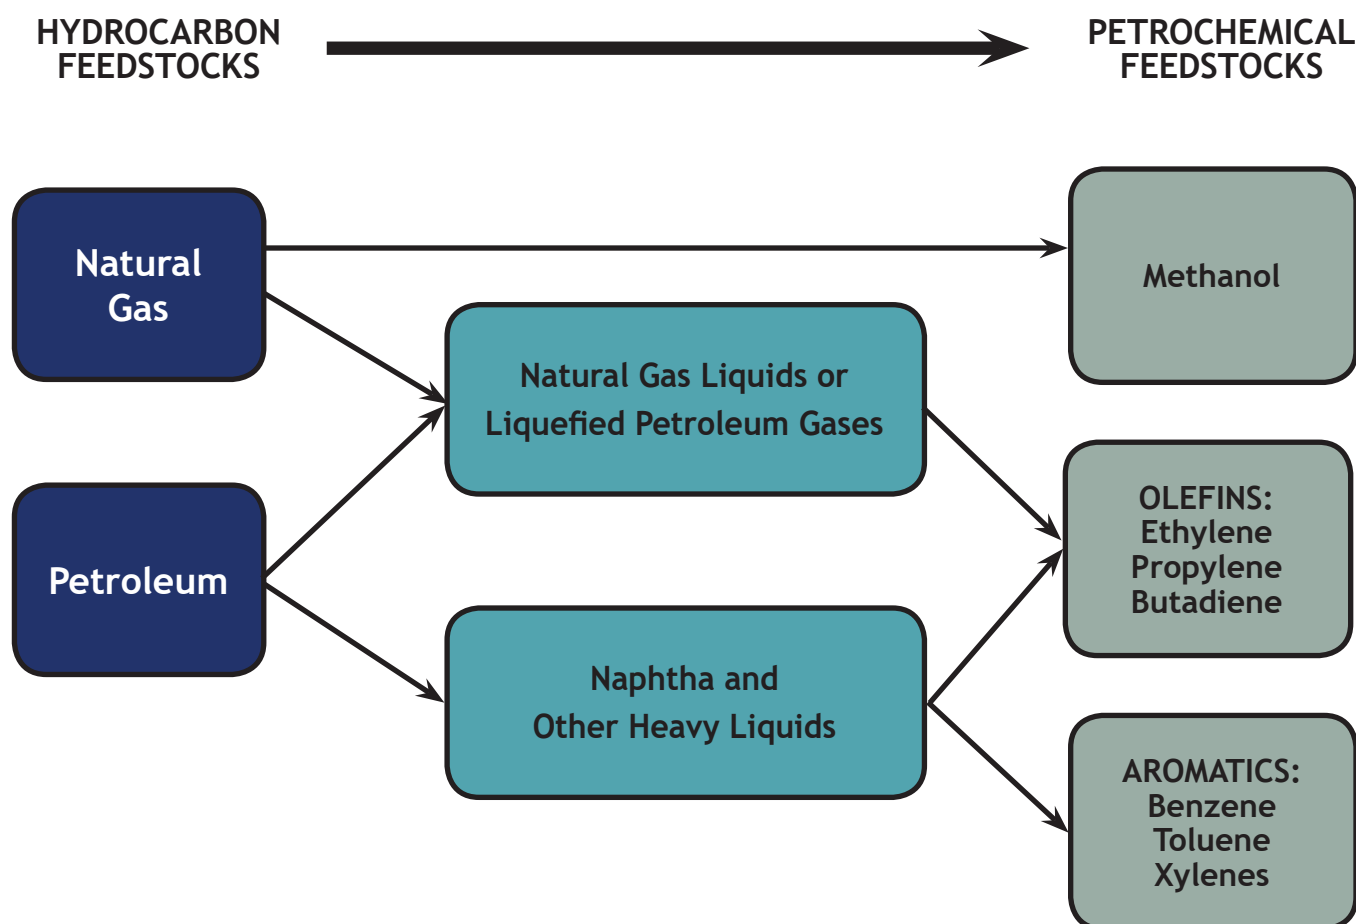 HYDROCARBON
FEEDSTOCKS
PETROCHEMICAL
FEEDSTOCKS
Natural
Gas
Methanol
Natural Gas Liquids or
Liquefied Petroleum Gases
Petroleum
OLEFINS:
Ethylene
Propylene
Butadiene
Naphtha and
Other Heavy Liquids
AROMATICS:
Benzene
Toluene
Xylenes